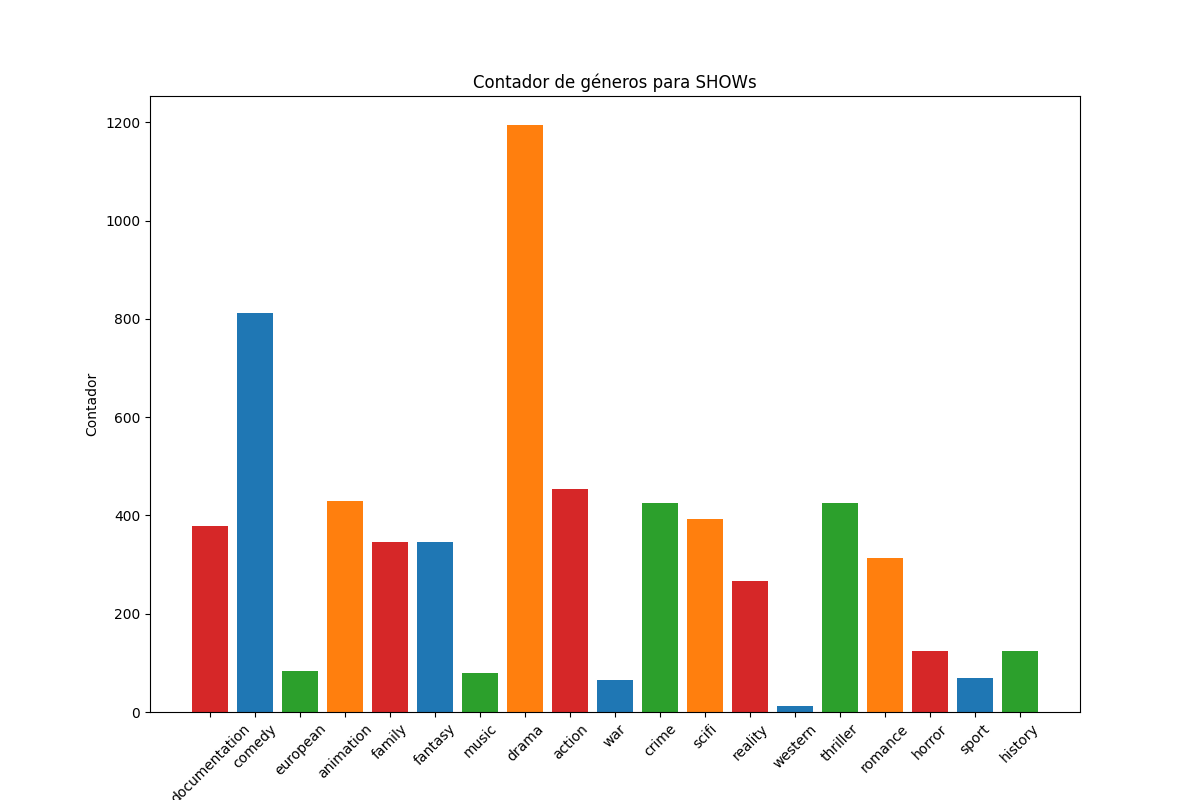 Contador de géneros para SHOWs
1200
1000
800
600
400
200
0
Contador
documentation
comedy
european
animation
family
fantasy
music
drama
action
war
crime
scifi
reality
western
thriller
romance
horror
sport
history